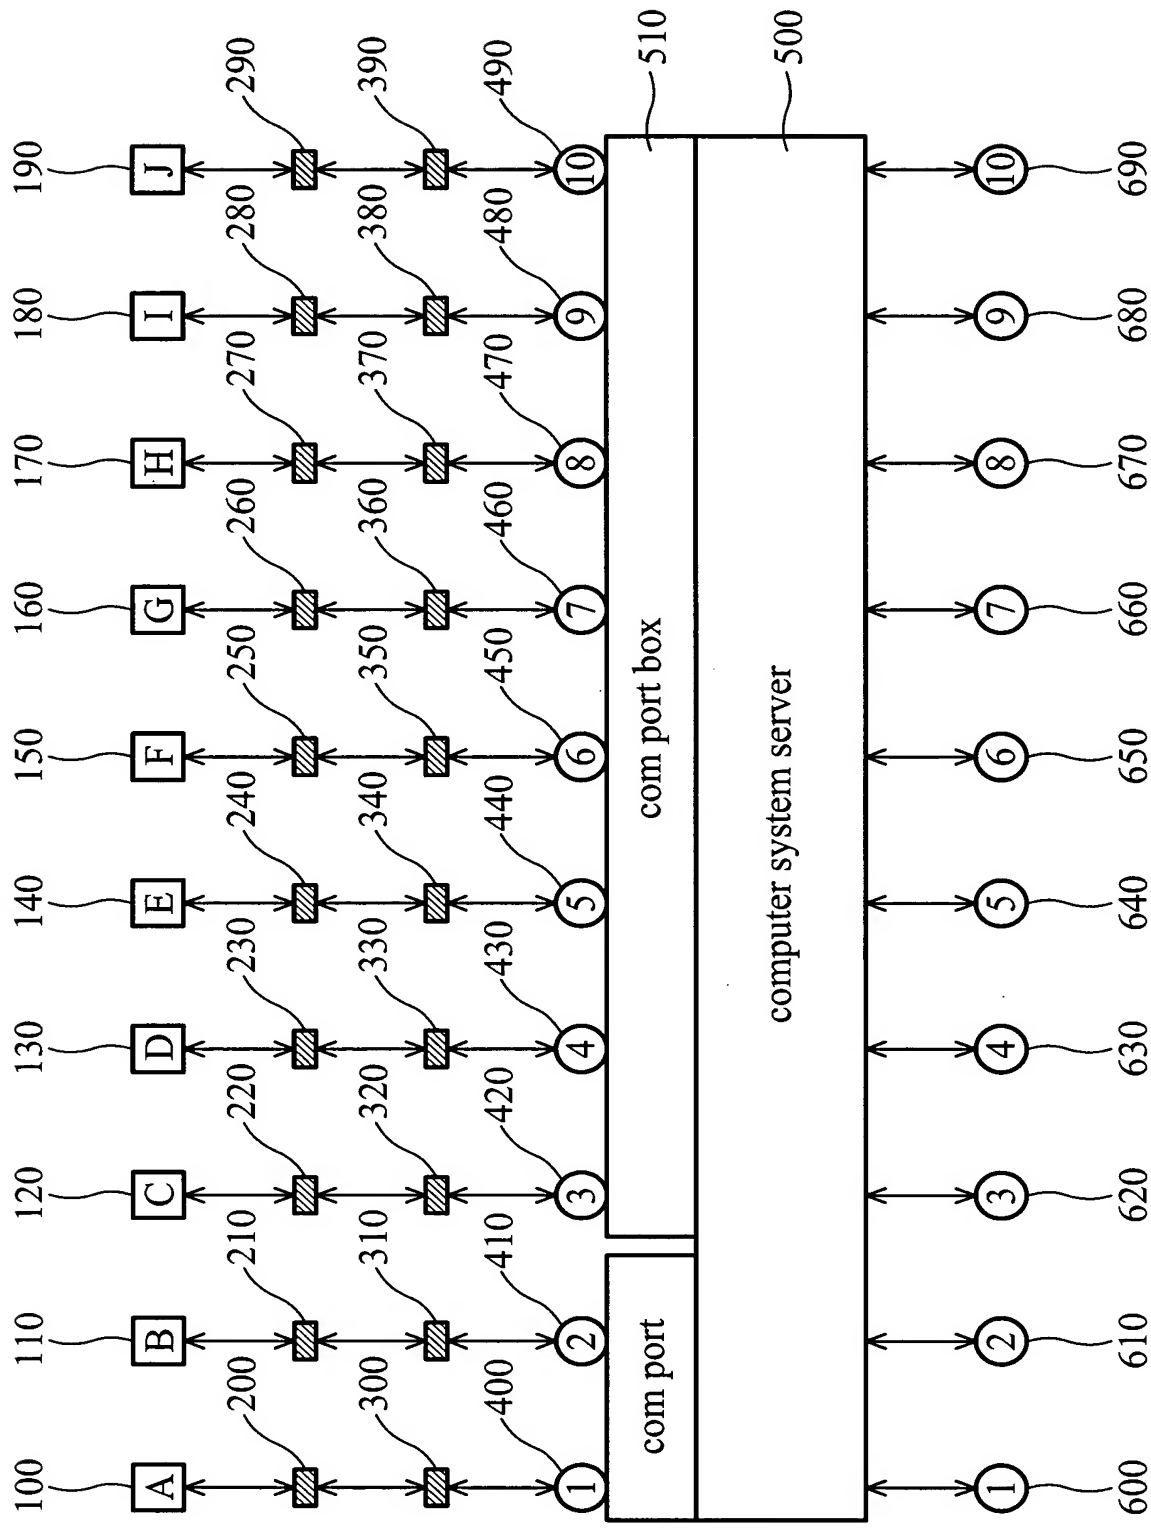 100 110 120 130 140 150 160 170 180 190
A B C D E F G H I J
200 210 220 230 240 250 260 270 280 290
300 310 320 330 340 350 360 370 380 390
400 410 420 430 440 450 460 470 480 490
1 2 3 4 5 6 7 8 9 10
com port com port box 510
computer system server 500
1 2 3 4 5 6 7 8 9 10
600 610 620 630 640 650 660 670 680 690